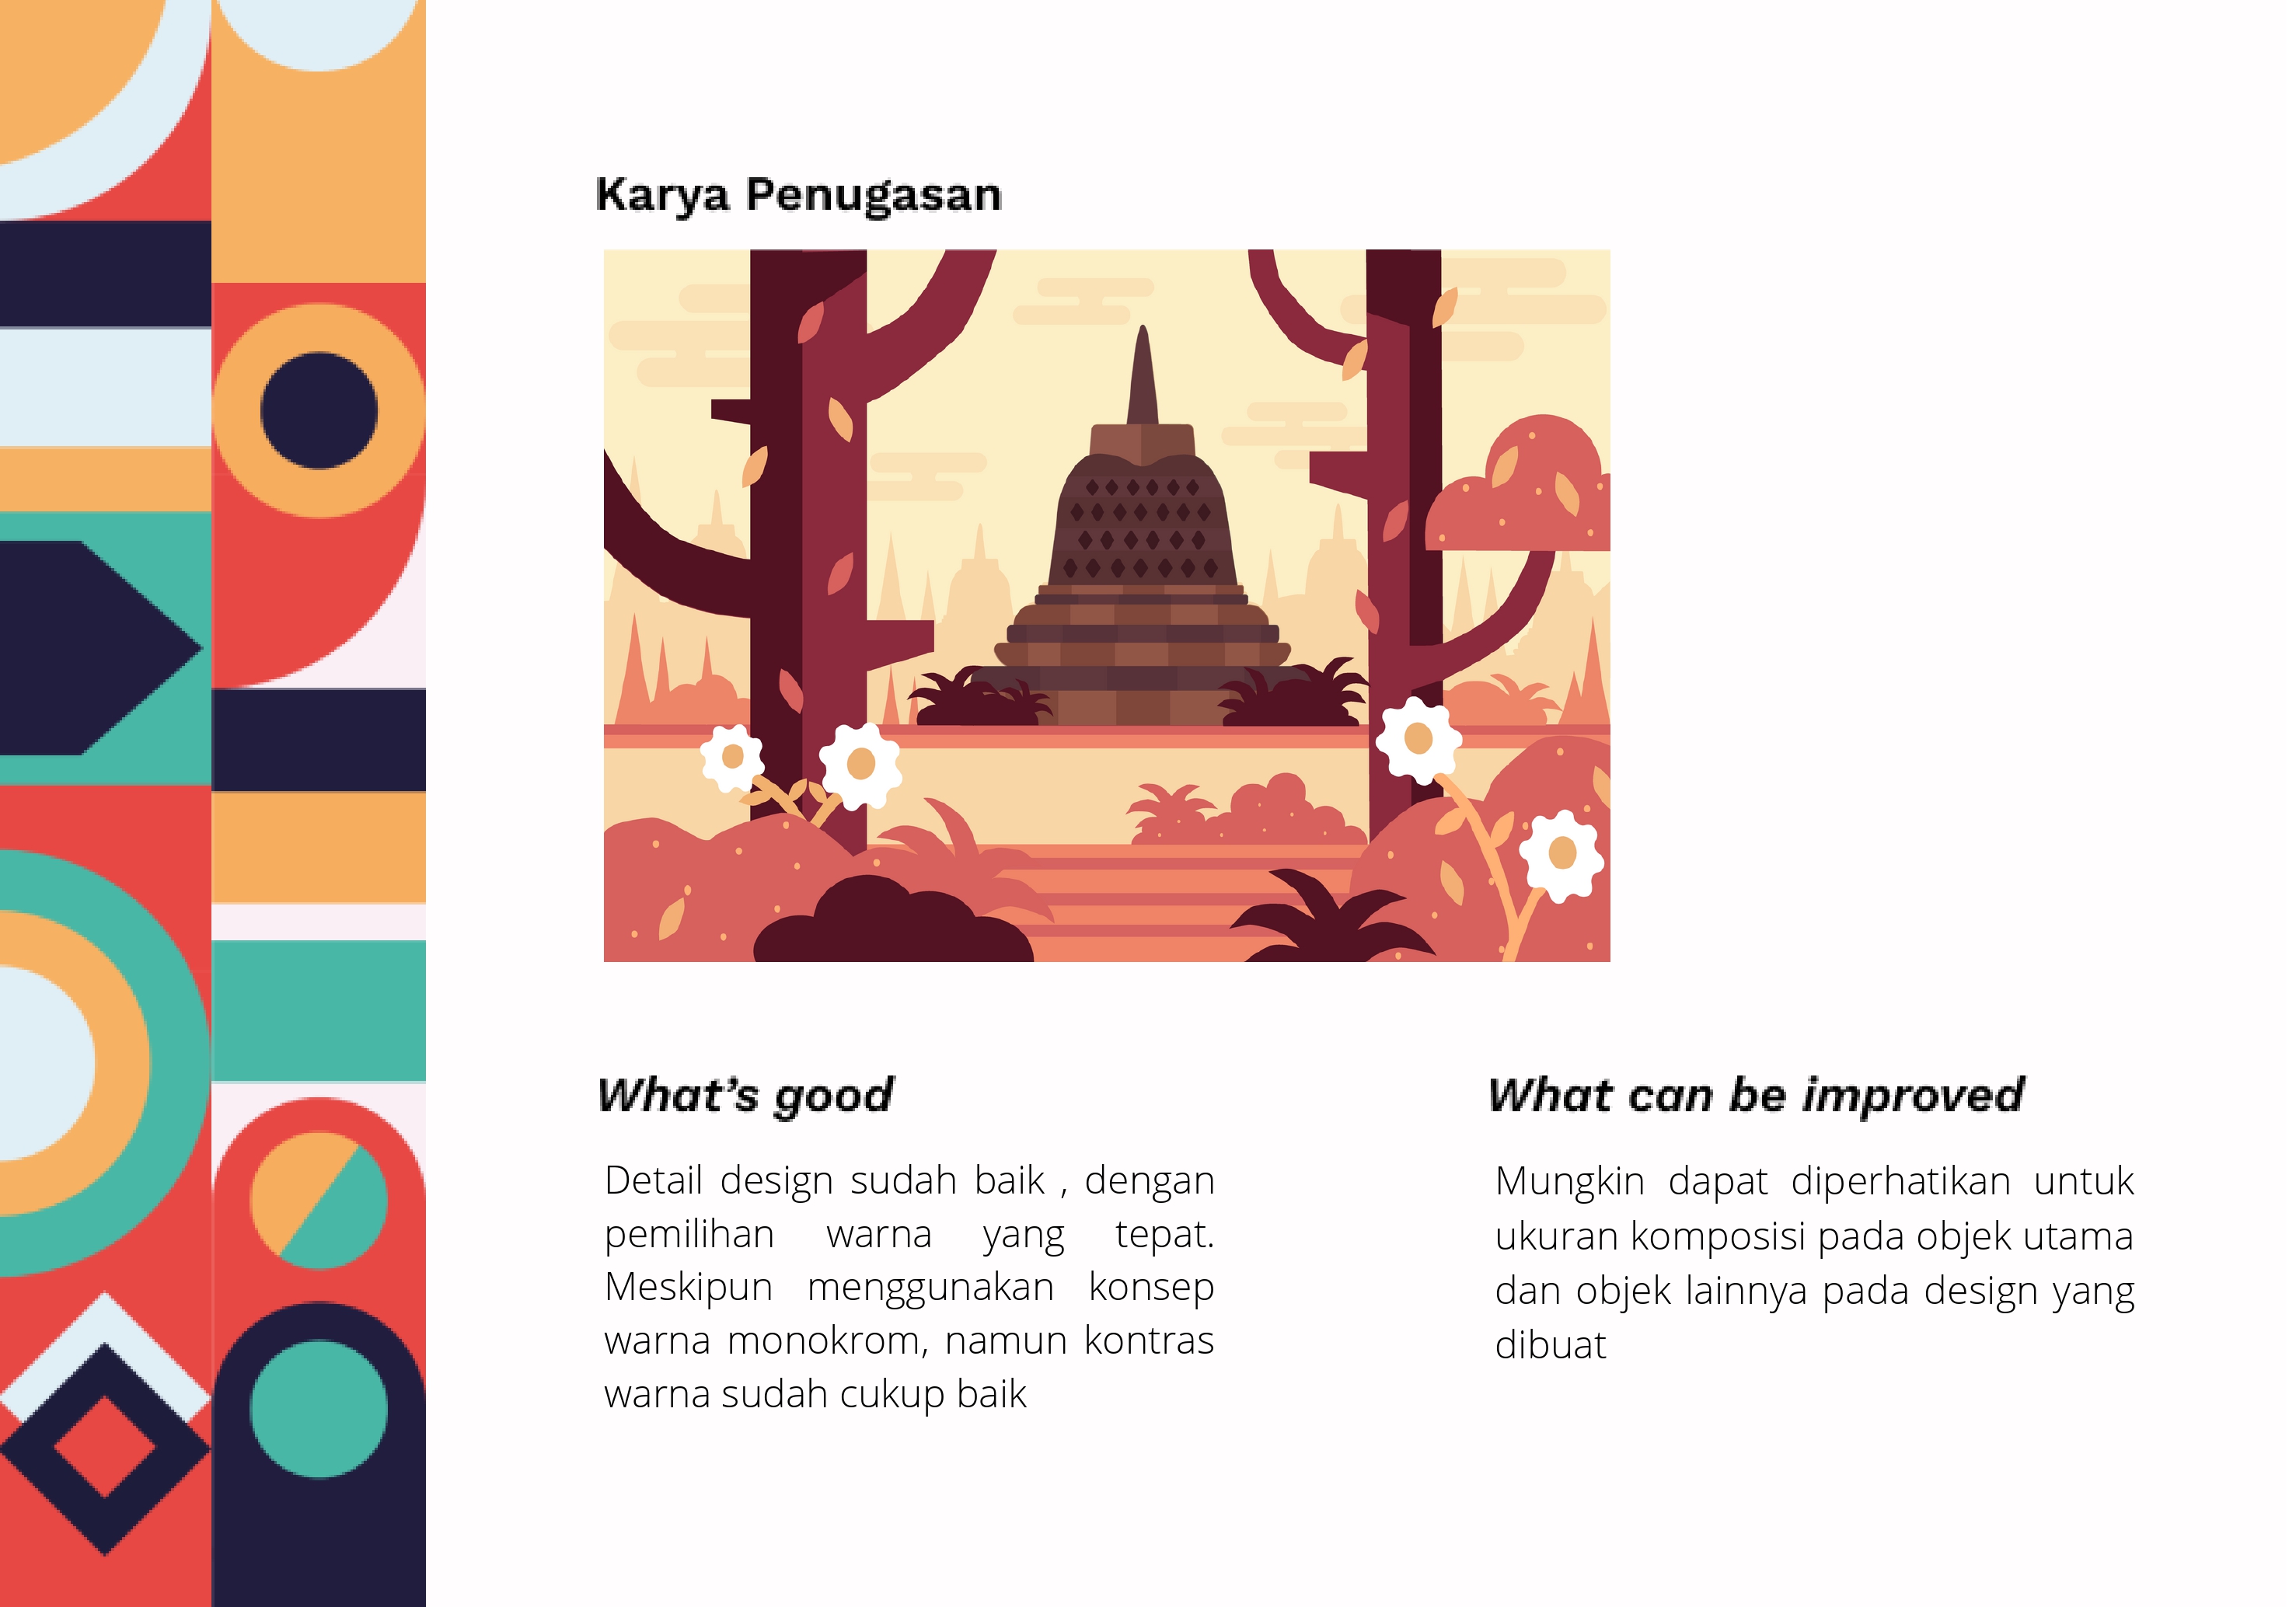 Karya Penugasan
What's good
Detail design sudah baik , dengan
pemilihan warna yang tepat.
Meskipun menggunakan konsep
warna monokrom, namun kontras
warna sudah cukup baik
What can be improved
Mungkin dapat diperhatikan untuk
ukuran komposisi pada objek utama
dan objek lainnya pada design yang
dibuat